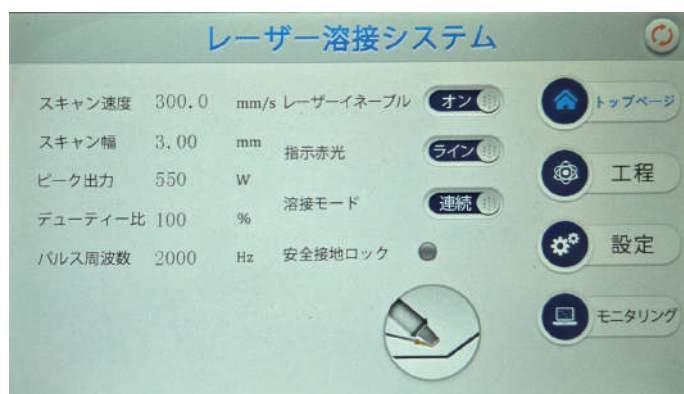 レーザー溶接システム
スキャン速度 300.0 mm/s
スキャン幅 3.00 mm
ピーク出力 550 W
デューティー比 100 %
パルス周波数 2000 Hz
レーザーイネーブル オン
指示赤光 ライン
溶接モード 連続
安全接地ロック
トップページ
工程
設定
モニタリング